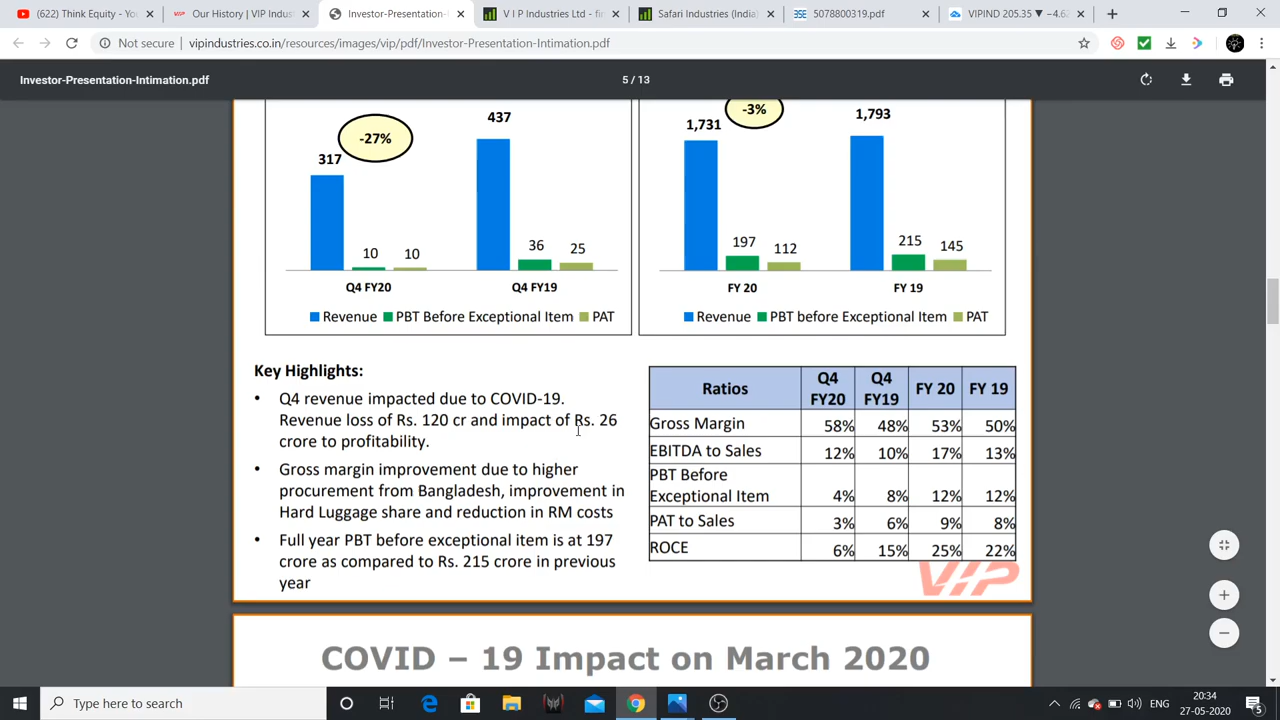 (622) Think Equity - You
Our History | VIP Indust
Investor-Presentation-
V I P Industries Ltd - fin
Safari Industries (India)
5078800319.pdf
VIPIND 205.35 ▼ −4.62
Not secure | vipindustries.co.in/resources/images/vip/pdf/Investor-Presentation-Intimation.pdf
Investor-Presentation-Intimation.pdf
5 / 13
-27%
317
437
10
10
36
25
Q4 FY20
Q4 FY19
Revenue PBT Before Exceptional Item PAT
-3%
1,731
1,793
197
112
215
145
FY 20
FY 19
Revenue PBT before Exceptional Item PAT
Key Highlights:
• Q4 revenue impacted due to COVID-19.
Revenue loss of Rs. 120 cr and impact of Rs. 26
crore to profitability.
• Gross margin improvement due to higher
procurement from Bangladesh, improvement in
Hard Luggage share and reduction in RM costs
• Full year PBT before exceptional item is at 197
crore as compared to Rs. 215 crore in previous
year
Ratios Q4 FY20 Q4 FY19 FY 20 FY 19
Gross Margin 58% 48% 53% 50%
EBITDA to Sales 12% 10% 17% 13%
PBT Before
Exceptional Item 4% 8% 12% 12%
PAT to Sales 3% 6% 9% 8%
ROCE 6% 15% 25% 22%
VIP
COVID – 19 Impact on March 2020
Type here to search
ENG
20:34
27-05-2020
5